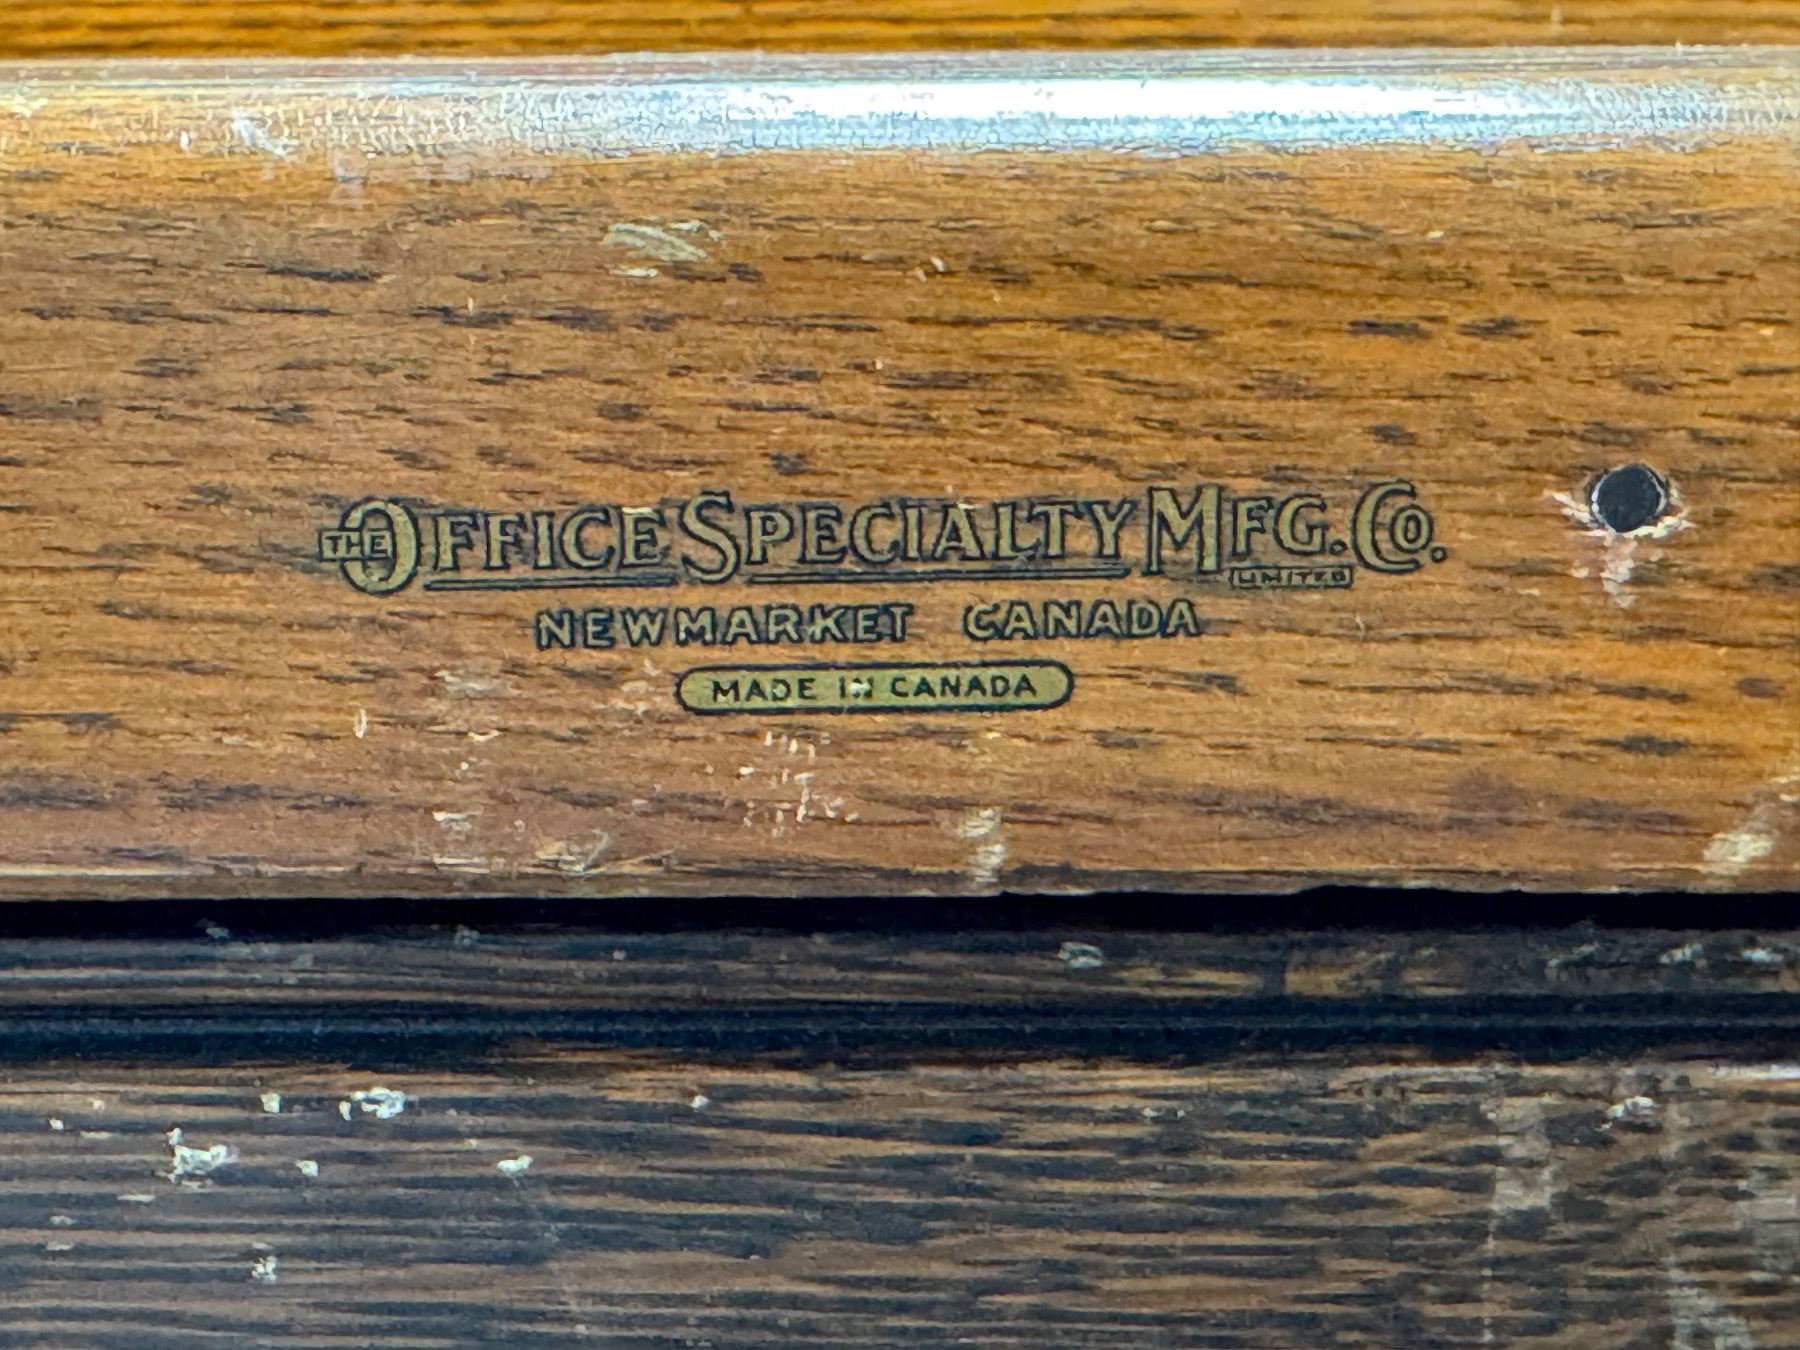 THE OFFICE SPECIALTY MFG. CO.
LIMITED
NEWMARKET CANADA
MADE IN CANADA